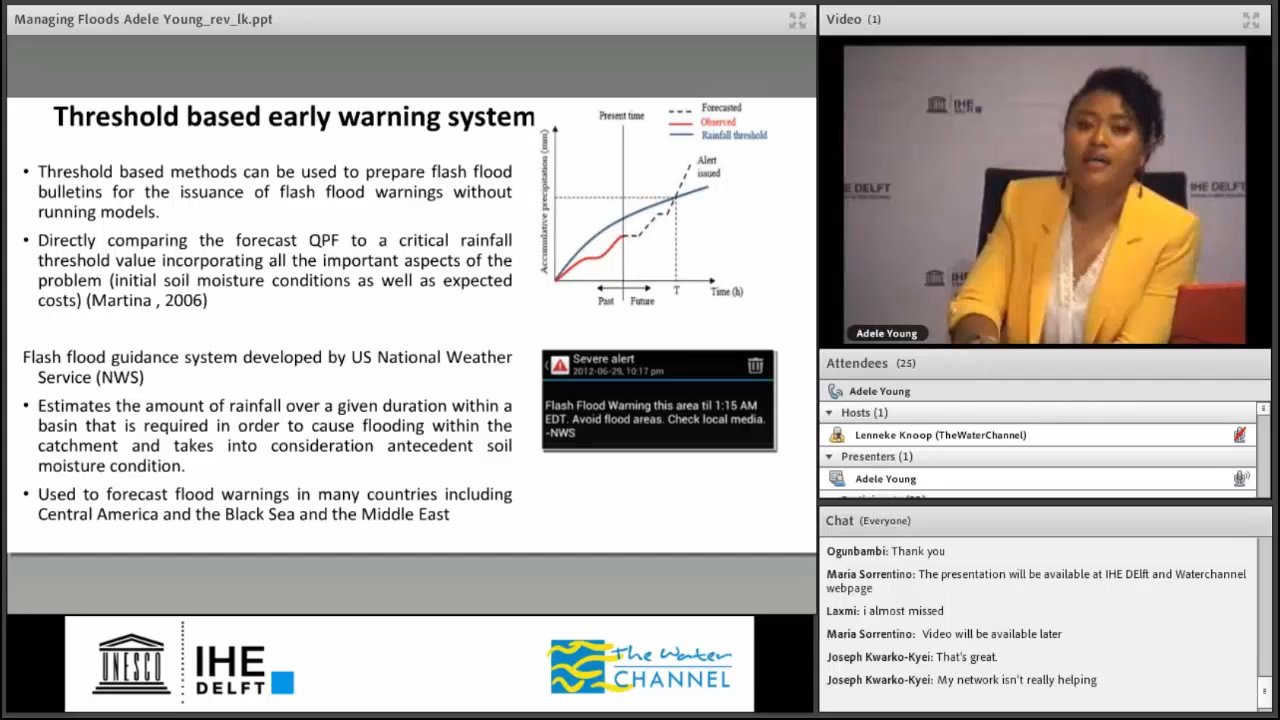 Managing Floods Adele Young_rev_lk.ppt
Threshold based early warning system
• Threshold based methods can be used to prepare flash flood
bulletins for the issuance of flash flood warnings without
running models.
• Directly comparing the forecast QPF to a critical rainfall
threshold value incorporating all the important aspects of the
problem (initial soil moisture conditions as well as expected
costs) (Martina , 2006)
Flash flood guidance system developed by US National Weather
Service (NWS)
• Estimates the amount of rainfall over a given duration within a
basin that is required in order to cause flooding within the
catchment and takes into consideration antecedent soil
moisture condition.
• Used to forecast flood warnings in many countries including
Central America and the Black Sea and the Middle East
Present time
Forecasted
Observed
Rainfall threshold
Alert
issued
Accumulative precipitation (mm)
Past
Future
T
Time (h)
Severe alert
2012-06-29, 10:17 pm
Flash Flood Warning this area til 1:15 AM
EDT. Avoid flood areas. Check local media.
-NWS
UNESCO
IHE
DELFT
The Water
CHANNEL
Video (1)
IHE
IHE DELFT
IHE DELFT
Adele Young
Attendees (25)
Adele Young
Hosts (1)
Lenneke Knoop (TheWaterChannel)
Presenters (1)
Adele Young
Chat (Everyone)
Ogunbambi: Thank you
Maria Sorrentino: The presentation will be available at IHE DElft and Waterchannel
webpage
Laxmi: i almost missed
Maria Sorrentino: Video will be available later
Joseph Kwarko-Kyei: That's great.
Joseph Kwarko-Kyei: My network isn't really helping